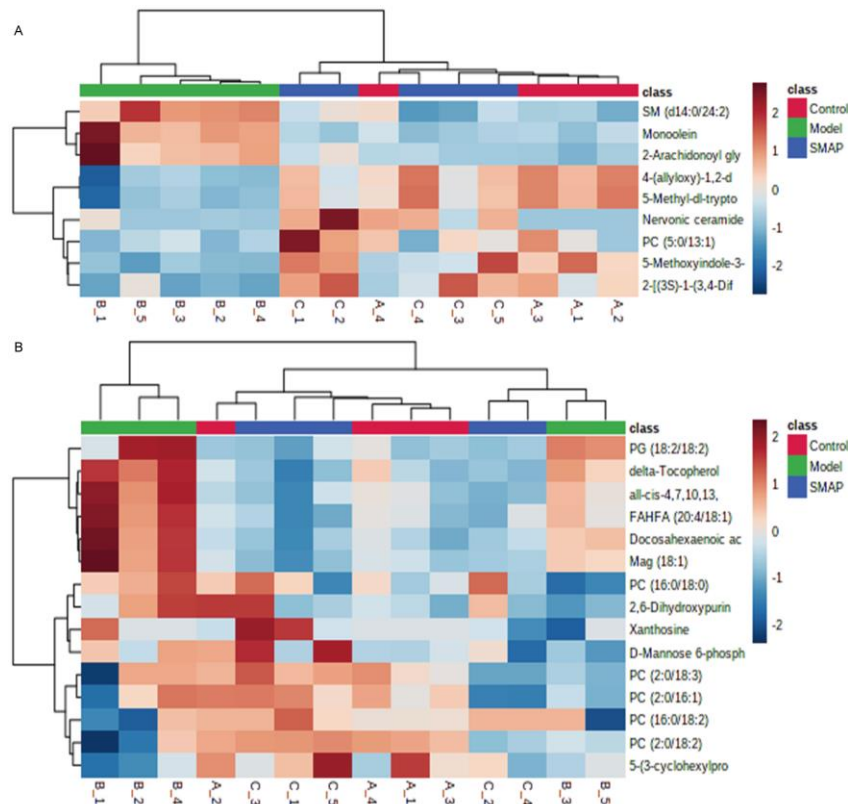 A
class
SM (d14:0/24:2)
Monoolein
2-Arachidonoyl gly
4-(allyloxy)-1,2-d
5-Methyl-dl-trypto
Nervonic ceramide
PC (5:0/13:1)
5-Methoxyindole-3-
2-[(3S)-1-(3,4-Dif
B_1 B_5 B_3 B_2 B_4 C_1 C_2 A_4 C_4 C_3 C_5 A_3 A_1 A_2
class
Control
Model
SMAP
2
1
0
-1
-2
B
class
PG (18:2/18:2)
delta-Tocopherol
all-cis-4,7,10,13,
FAHFA (20:4/18:1)
Docosahexaenoic ac
Mag (18:1)
PC (16:0/18:0)
2,6-Dihydroxypurin
Xanthosine
D-Mannose 6-phosph
PC (2:0/18:3)
PC (2:0/16:1)
PC (16:0/18:2)
PC (2:0/18:2)
5-(3-cyclohexylpro
B_1 B_2 B_4 A_2 C_3 C_1 C_5 A_4 A_1 A_3 C_2 C_4 B_3 B_5
class
Control
Model
SMAP
2
1
0
-1
-2